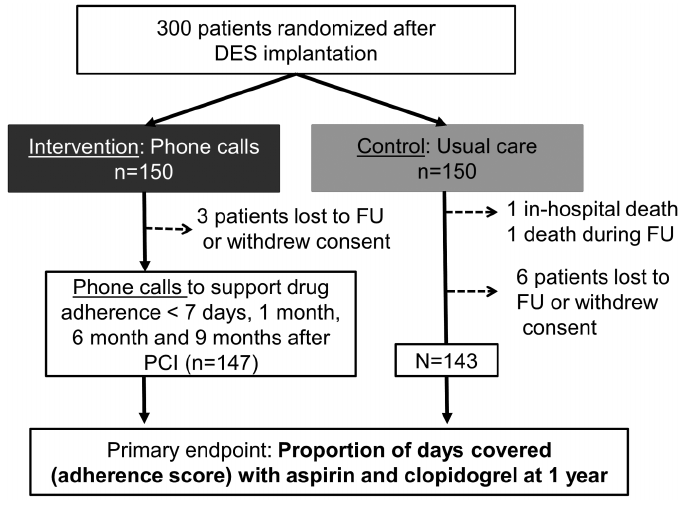 300 patients randomized after
DES implantation
Intervention: Phone calls
n=150
Control: Usual care
n=150
3 patients lost to FU
or withdrew consent
1 in-hospital death
1 death during FU
Phone calls to support drug
adherence < 7 days, 1 month,
6 month and 9 months after
PCI (n=147)
6 patients lost to
FU or withdrew
consent
N=143
Primary endpoint: Proportion of days covered
(adherence score) with aspirin and clopidogrel at 1 year